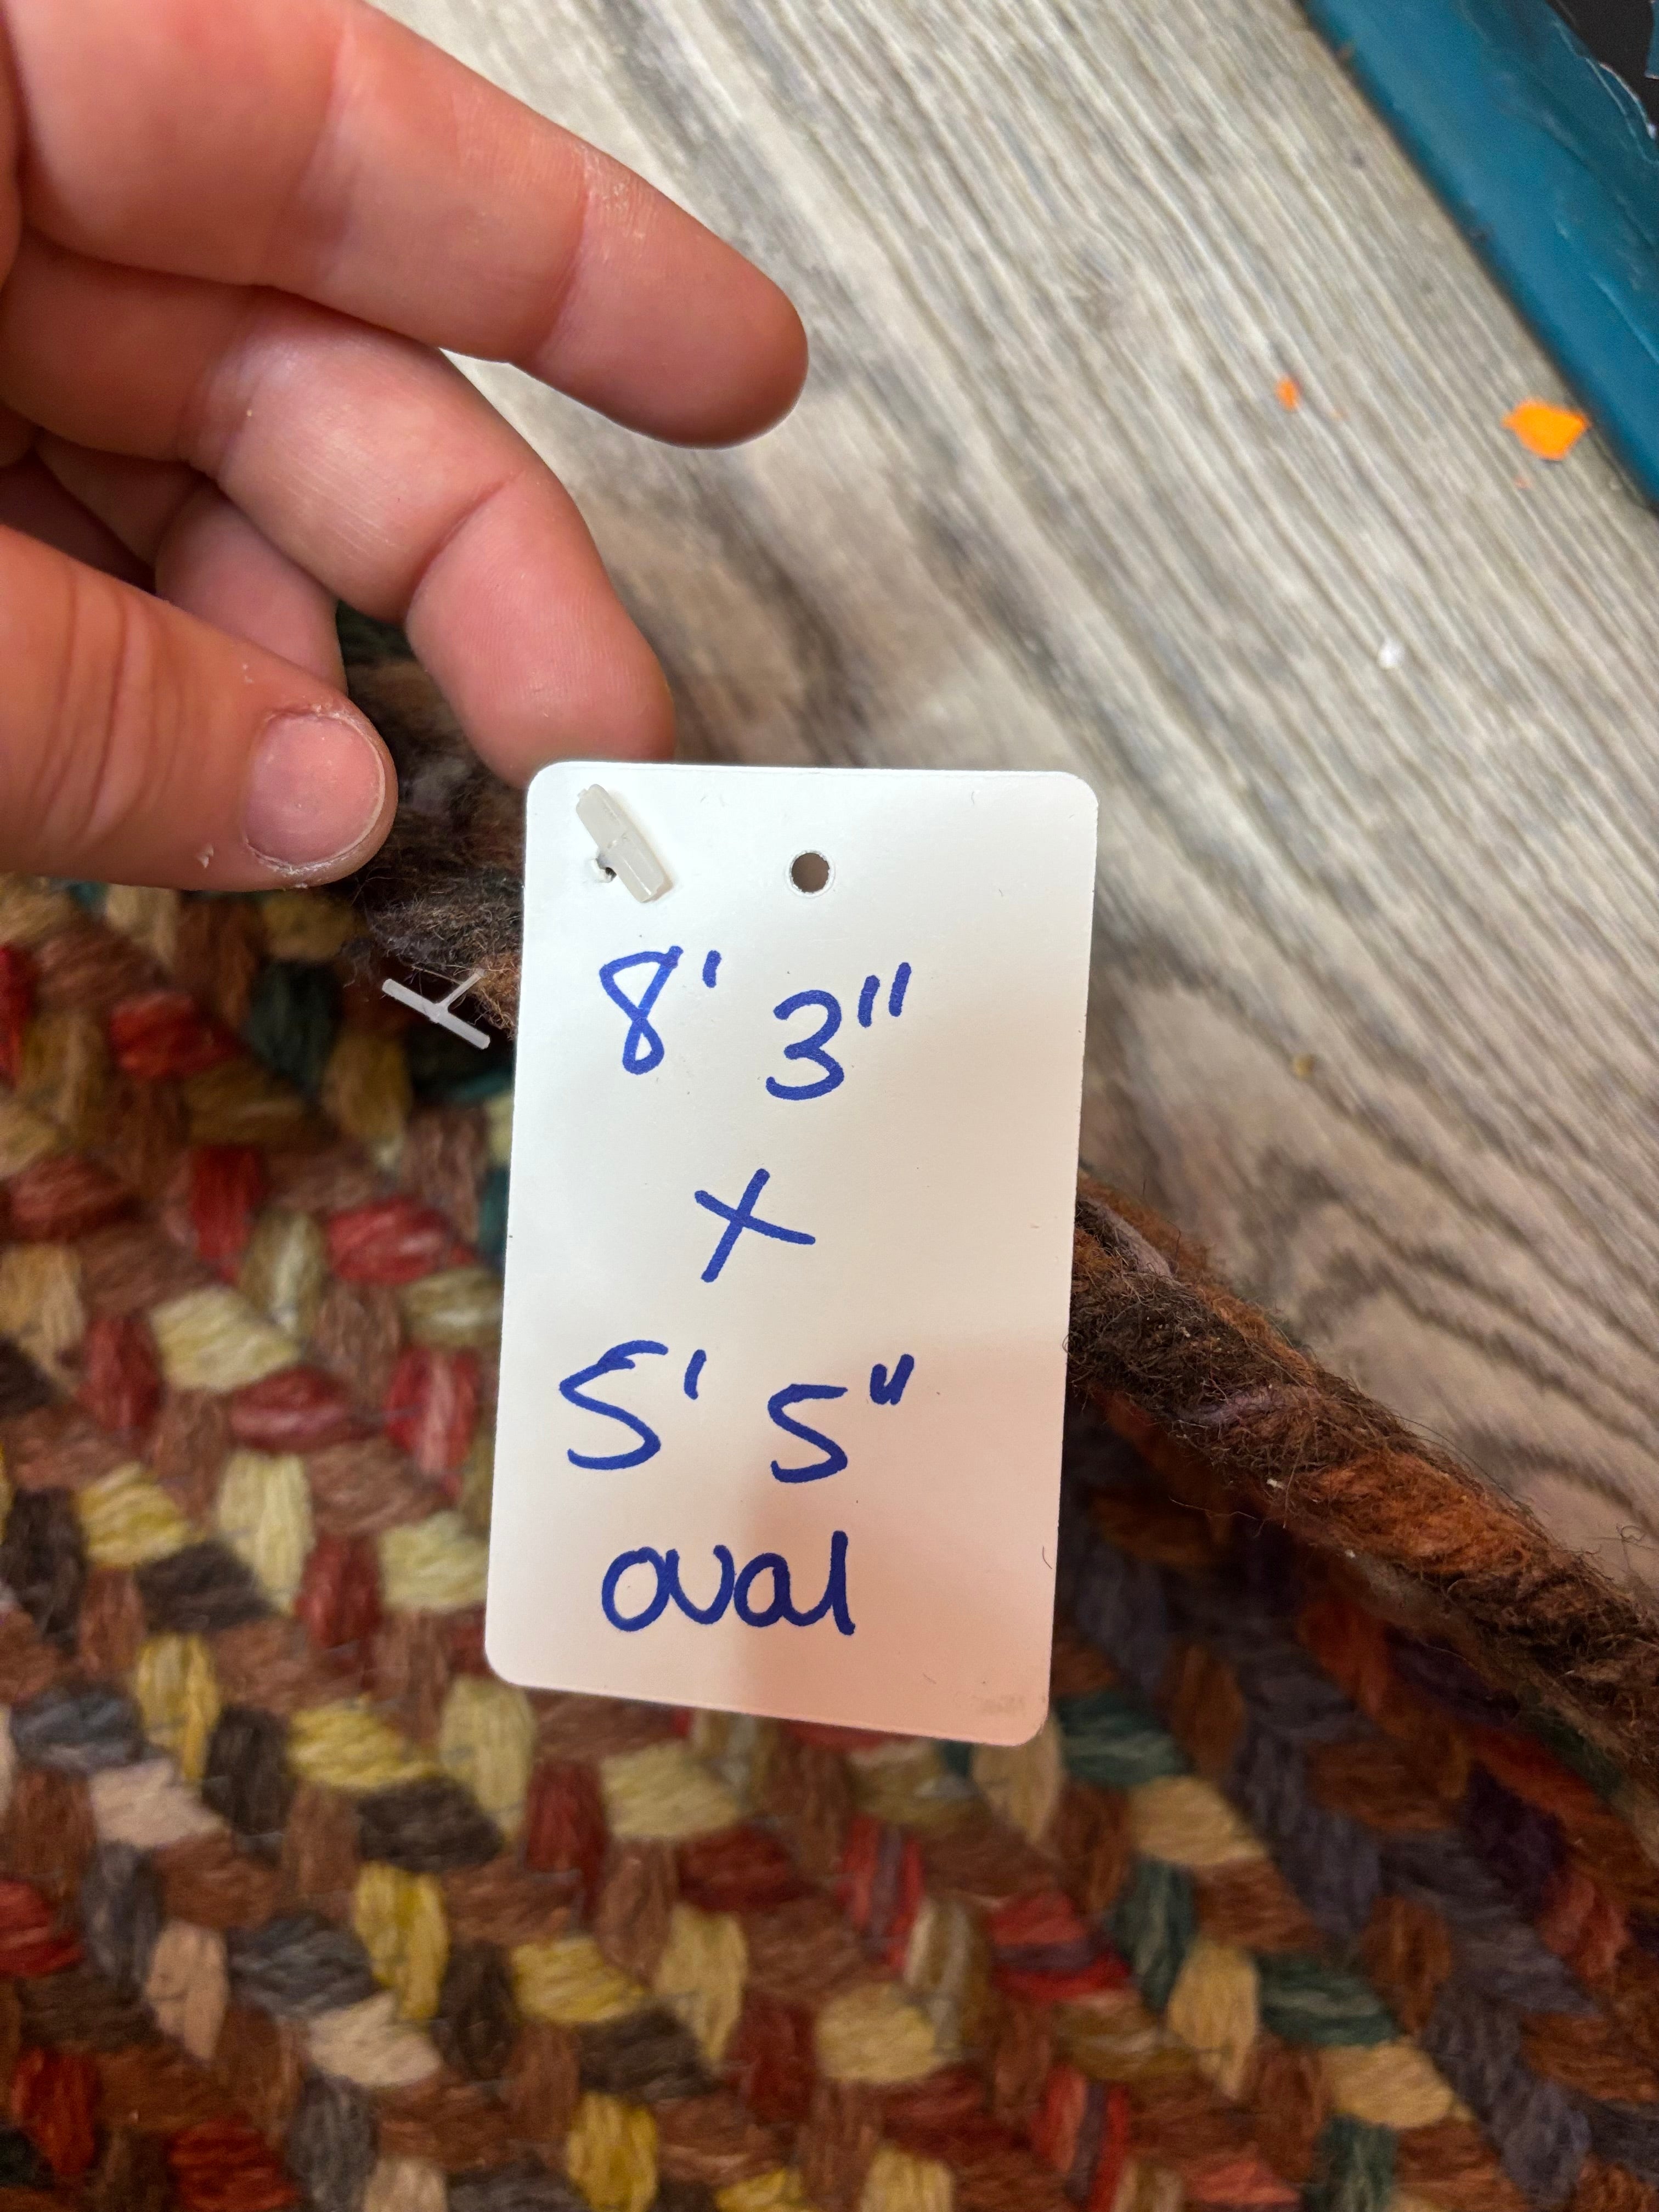 8' 3"
X
5' 5"
oval